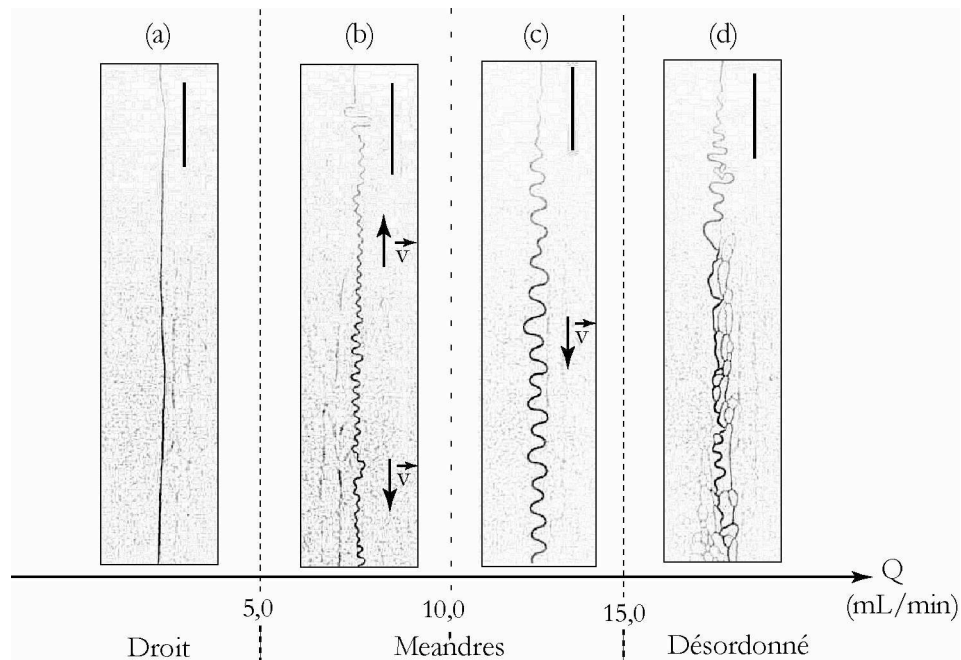 (a) (b) (c) (d)
v
v
v
Q
(mL/min)
5,0 10,0 15,0
Droit Meandres Désordonné